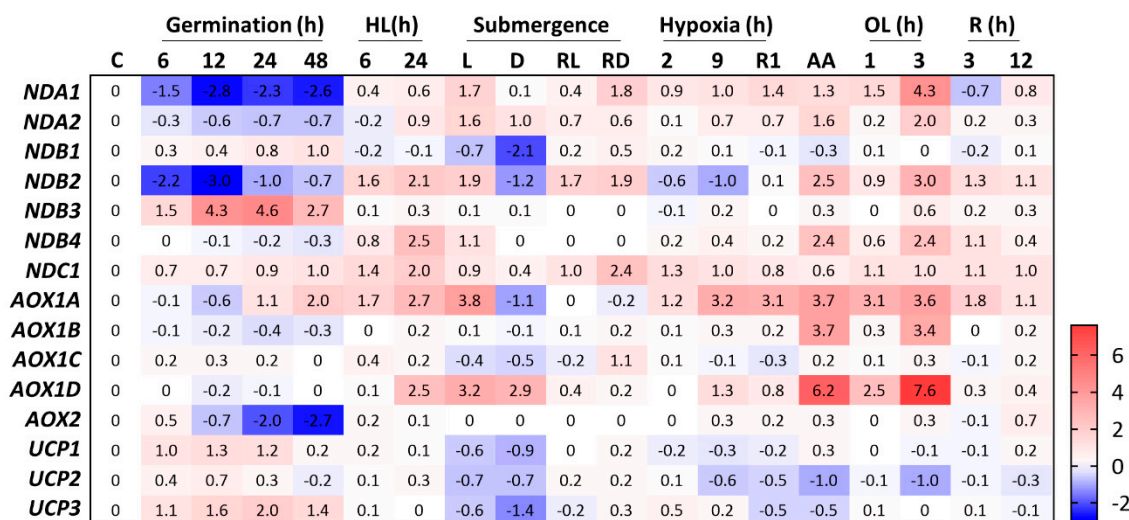 Germination (h) HL(h) Submergence Hypoxia (h) OL (h) R (h)
C 6 12 24 48 6 24 L D RL RD 2 9 R1 AA 1 3 3 12
NDA1 0 -1.5 -2.8 -2.3 -2.6 0.4 0.6 1.7 0.1 0.4 1.8 0.9 1.0 1.4 1.3 1.5 4.3 -0.7 0.8
NDA2 0 -0.3 -0.6 -0.7 -0.7 -0.2 0.9 1.6 1.0 0.7 0.6 0.1 0.7 0.7 1.6 0.2 2.0 0.2 0.3
NDB1 0 0.3 0.4 0.8 1.0 -0.2 -0.1 -0.7 -2.1 0.2 0.5 0.2 0.1 -0.1 -0.3 0.1 0 -0.2 0.1
NDB2 0 -2.2 -3.0 -1.0 -0.7 1.6 2.1 1.9 -1.2 1.7 1.9 -0.6 -1.0 0.1 2.5 0.9 3.0 1.3 1.1
NDB3 0 1.5 4.3 4.6 2.7 0.1 0.3 0.1 0.1 0 0 -0.1 0.2 0 0.3 0 0.6 0.2 0.3
NDB4 0 0 -0.1 -0.2 -0.3 0.8 2.5 1.1 0 0 0 0.2 0.4 0.2 2.4 0.6 2.4 1.1 0.4
NDC1 0 0.7 0.7 0.9 1.0 1.4 2.0 0.9 0.4 1.0 2.4 1.3 1.0 0.8 0.6 1.1 1.0 1.1 1.0
AOX1A 0 -0.1 -0.6 1.1 2.0 1.7 2.7 3.8 -1.1 0 -0.2 1.2 3.2 3.1 3.7 3.1 3.6 1.8 1.1
AOX1B 0 -0.1 -0.2 -0.4 -0.3 0 0.2 0.1 -0.1 0.1 0.2 0.1 0.3 0.2 3.7 0.3 3.4 0 0.2
AOX1C 0 0.2 0.3 0.2 0 0.4 0.2 -0.4 -0.5 -0.2 1.1 0.1 -0.1 -0.3 0.2 0.1 0.3 -0.1 0.2
AOX1D 0 0 -0.2 -0.1 0 0.1 2.5 3.2 2.9 0.4 0.2 0 1.3 0.8 6.2 2.5 7.6 0.3 0.4
AOX2 0 0.5 -0.7 -2.0 -2.7 0.2 0.1 0 0 0 0 0 0.3 0.2 0.3 0 0.3 -0.1 0.7
UCP1 0 1.0 1.3 1.2 0.2 0.2 0.1 -0.6 -0.9 0 0.2 -0.2 -0.3 -0.2 0.3 0 -0.1 -0.1 0.2
UCP2 0 0.4 0.7 0.3 -0.2 0.1 0.3 -0.7 -0.7 0.2 0.2 0.1 -0.6 -0.5 -1.0 -0.1 -1.0 -0.1 -0.3
UCP3 0 1.1 1.6 2.0 1.4 0.1 0 -0.6 -1.4 -0.2 0.3 0.5 0.2 -0.5 -0.5 0.1 0 0.1 -0.1
6
4
2
0
-2